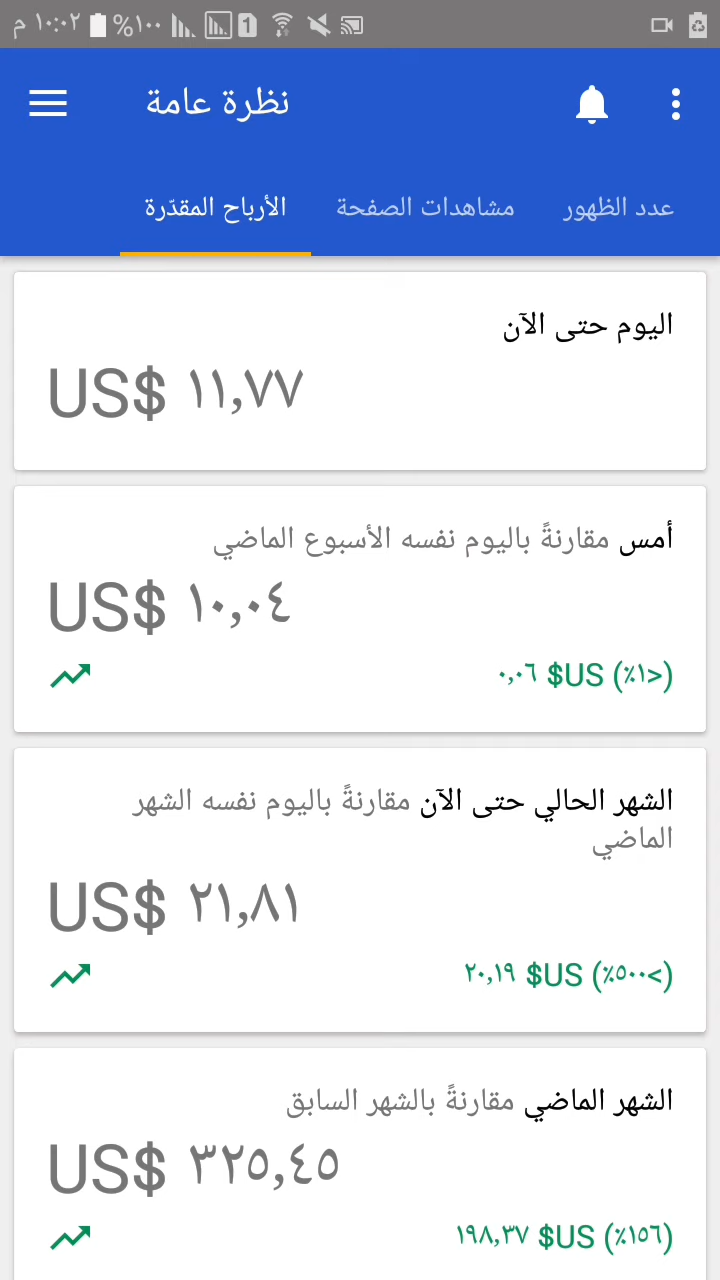 ١٠:٠٢ م
%١٠٠
1
نظرة عامة
الأرباح المقدّرة
مشاهدات الصفحة
عدد الظهور
اليوم حتى الآن
US$ ١١,٧٧
أمس مقارنةً باليوم نفسه الأسبوع الماضي
US$ ١٠,٠٤
٠,٠٦ $US (٪١>)
الشهر الحالي حتى الآن مقارنةً باليوم نفسه الشهر
الماضي
US$ ٢١,٨١
٢٠,١٩ $US (٪٥٠٠<)
الشهر الماضي مقارنةً بالشهر السابق
US$ ٣٢٥,٤٥
١٩٨,٣٧ $US (٪١٥٦)